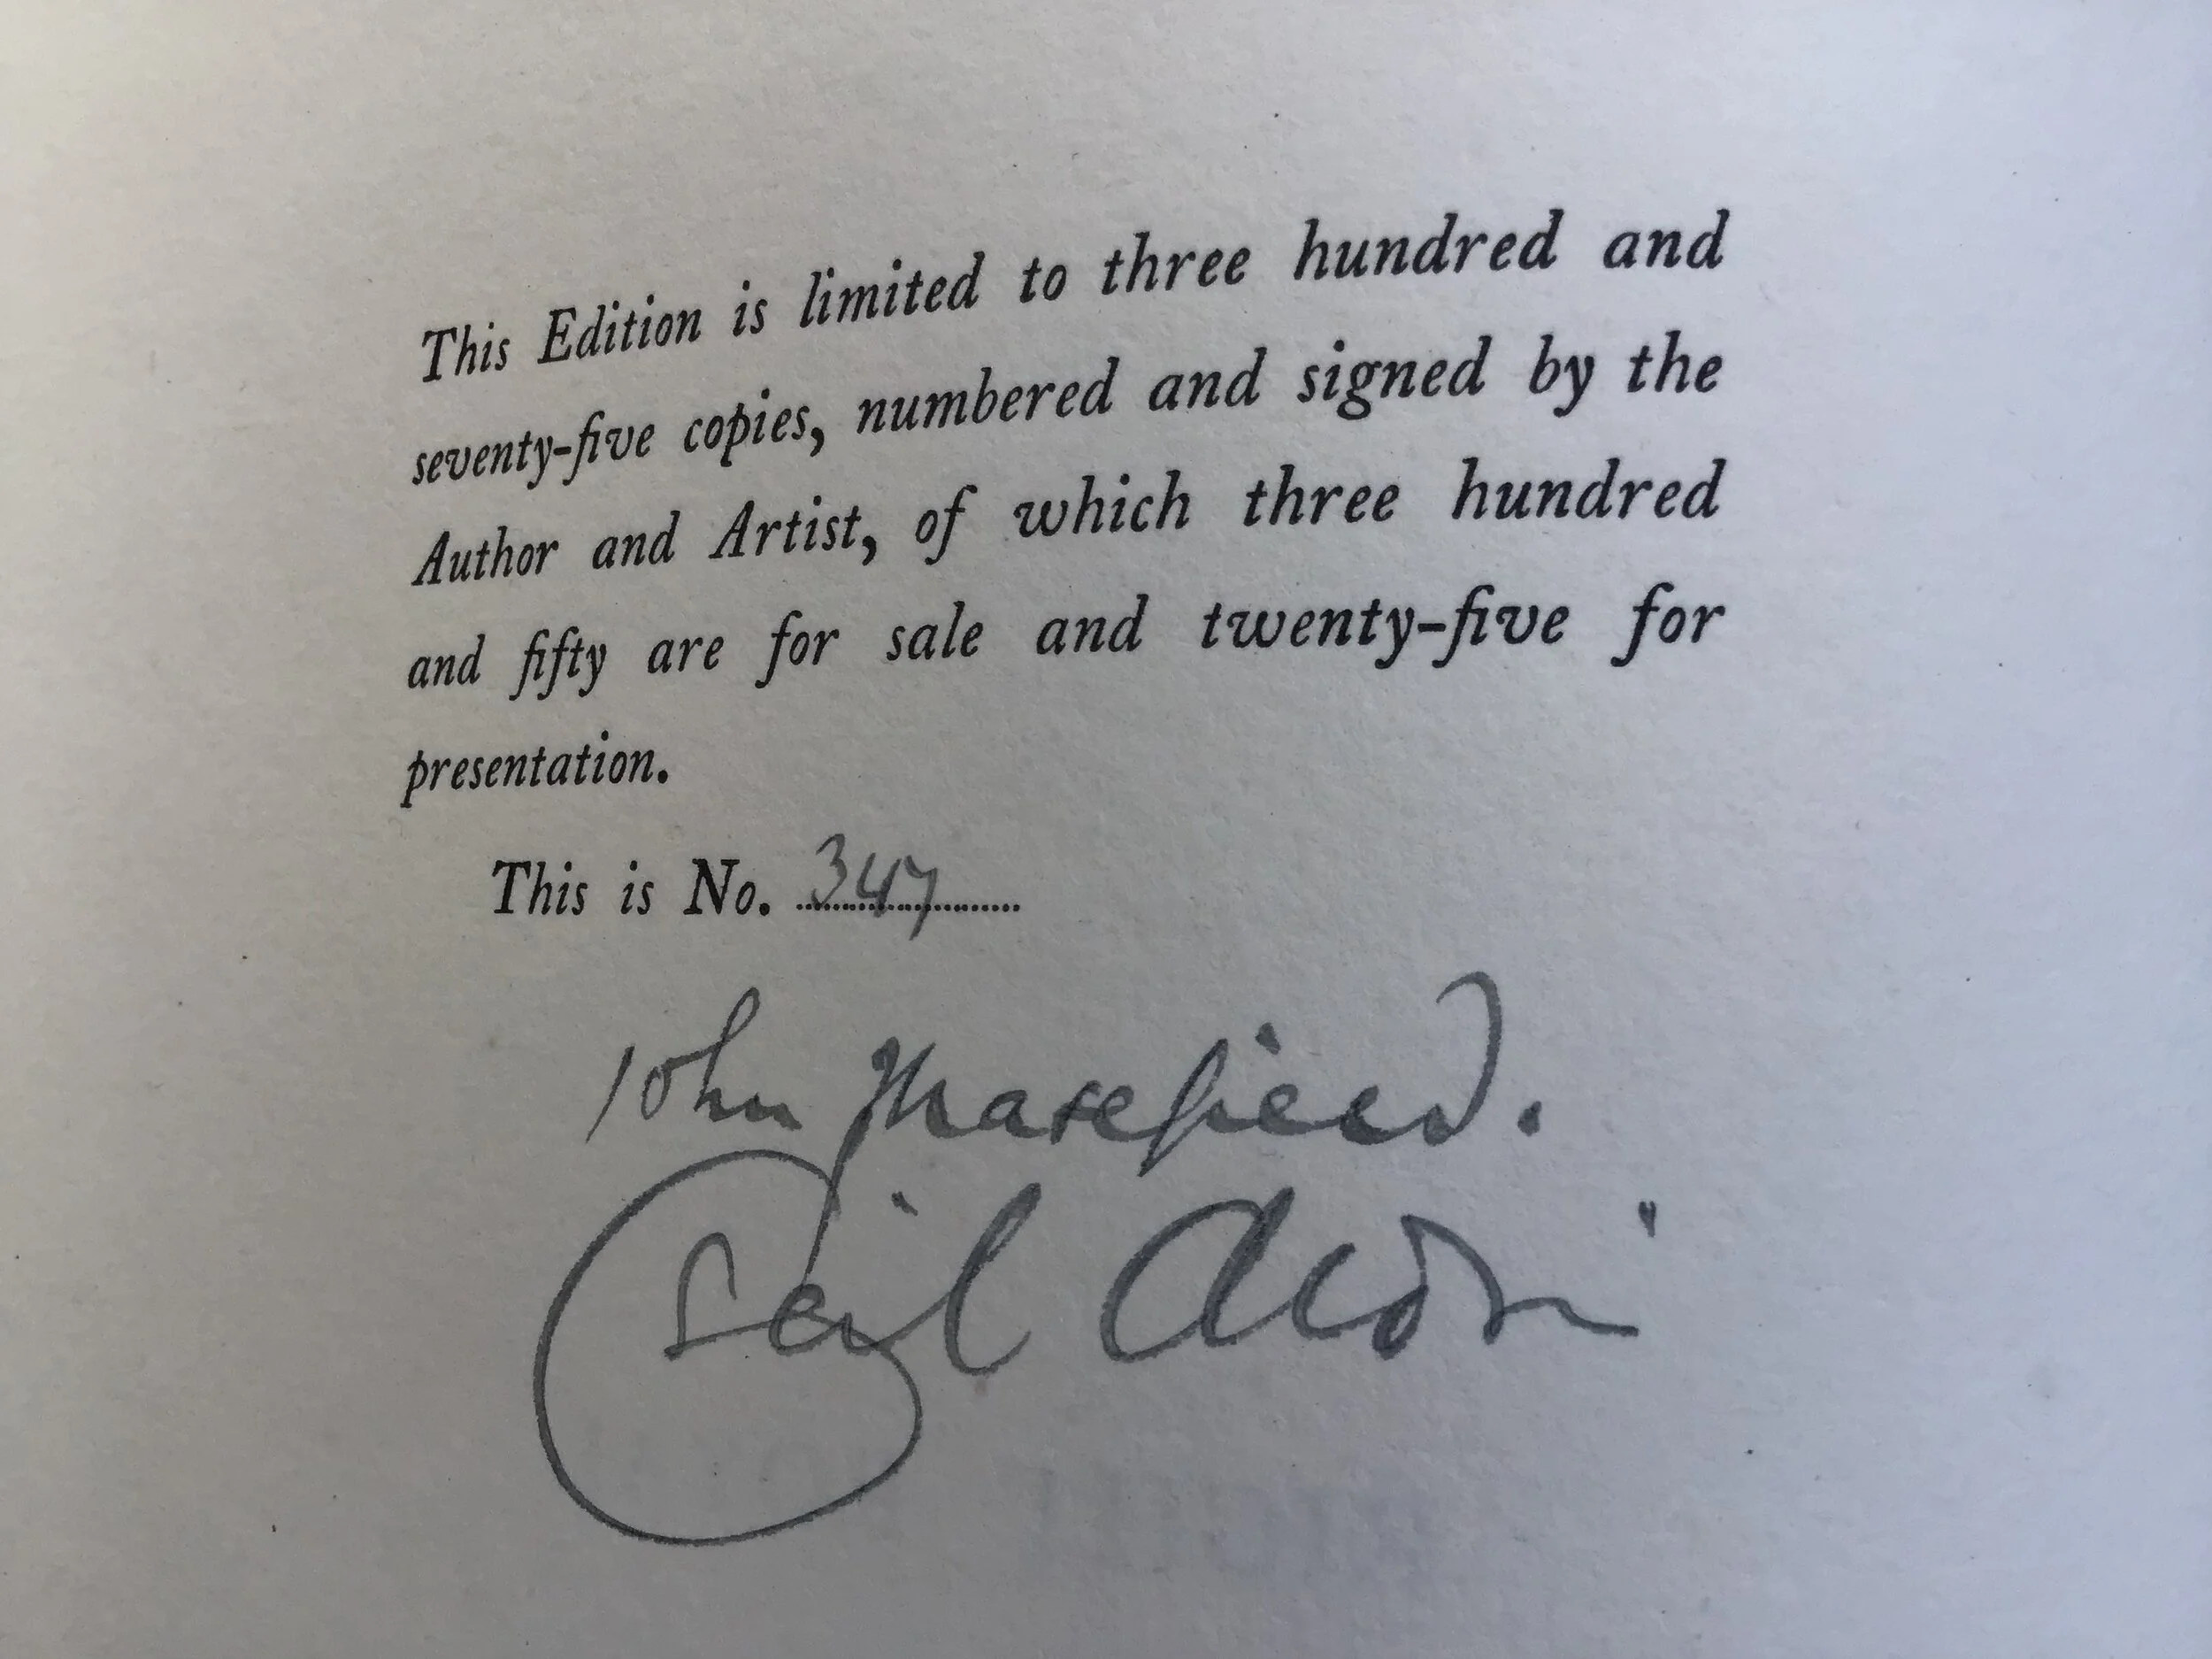 This Edition is limited to three hundred and
seventy-five copies, numbered and signed by the
Author and Artist, of which three hundred
and fifty are for sale and twenty-five for
presentation.
This is No. 347
John Masefield.
Cecil Aldin